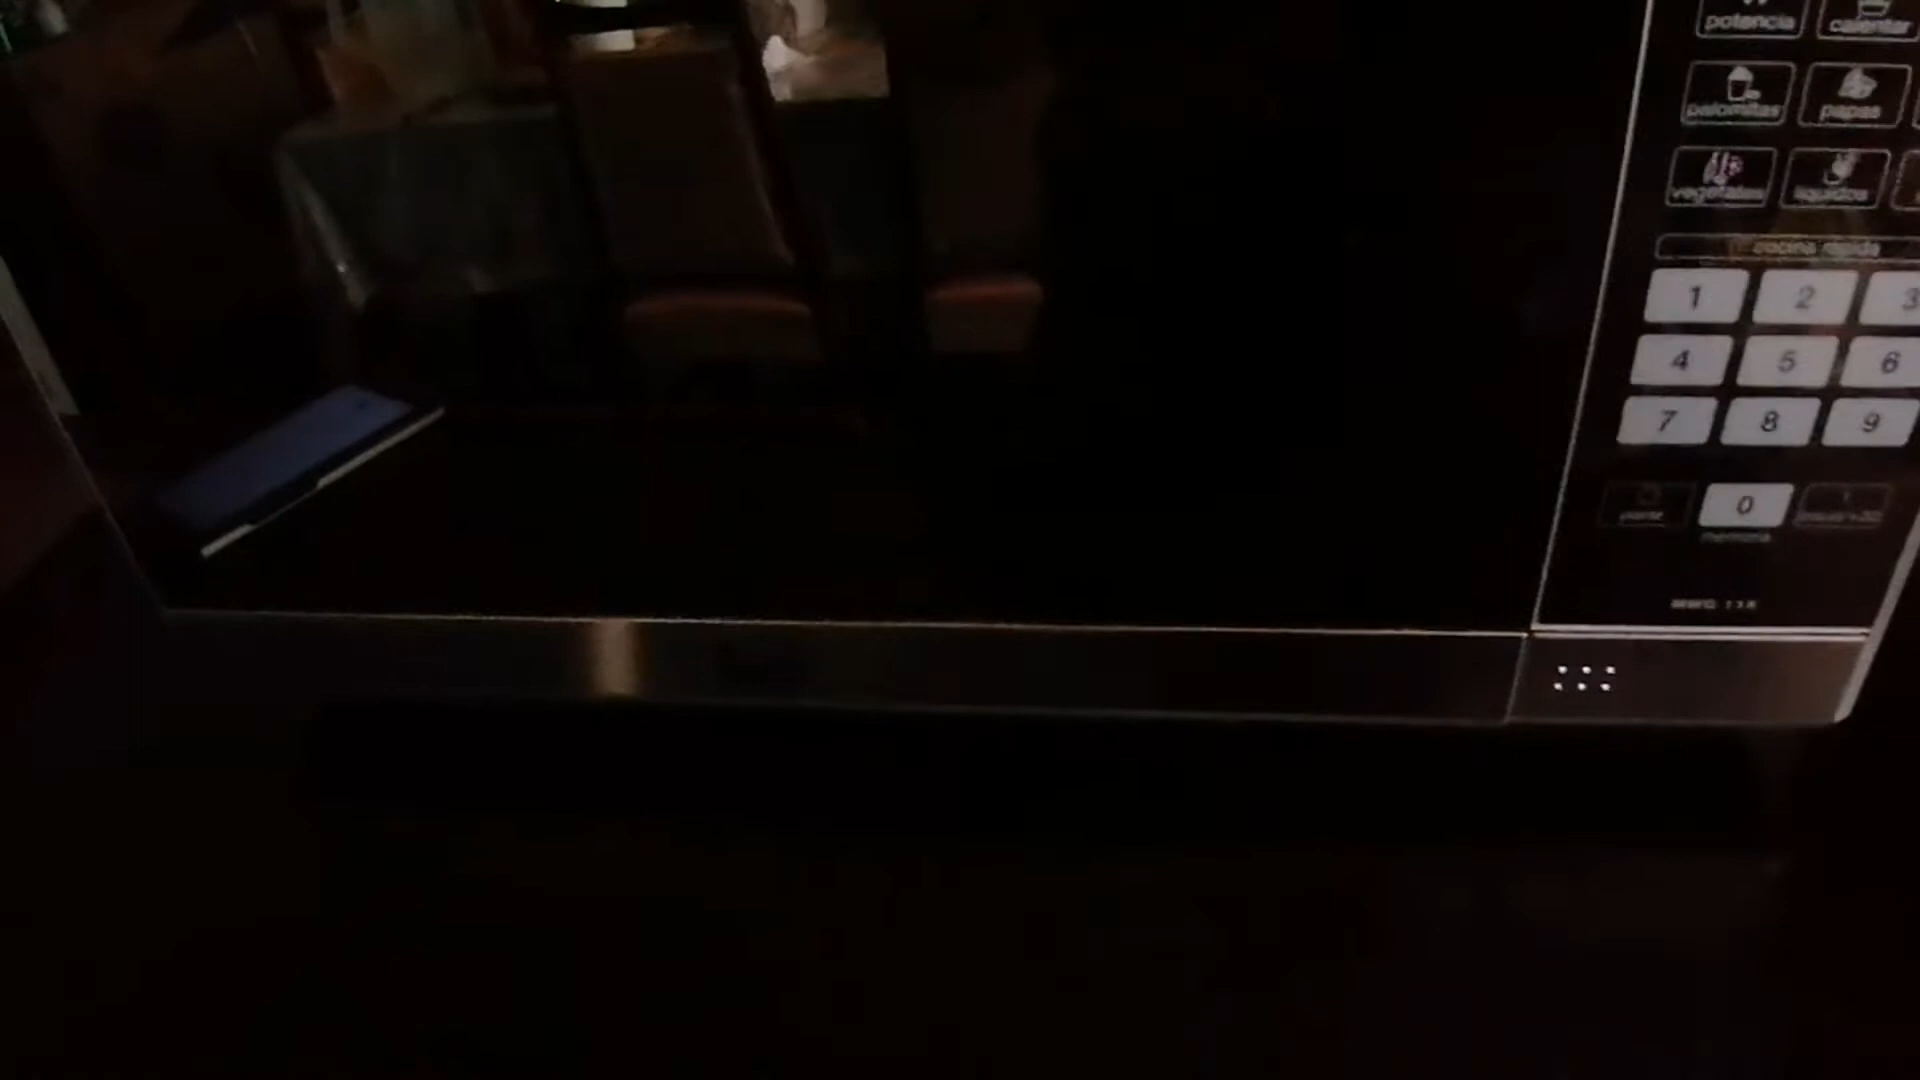 potencia calentar
palomitas papas
vegetales líquidos
cocina rápida
1 2 3
4 5 6
7 8 9
0
memoria